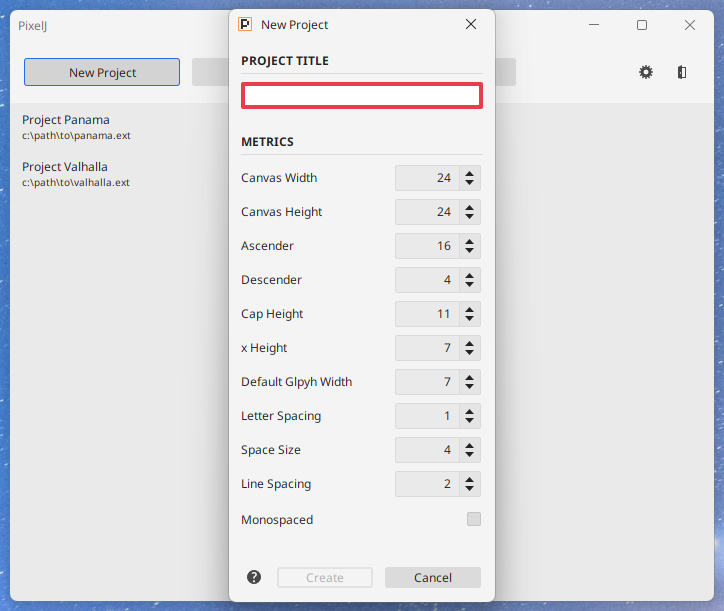 PixelJ
New Project
New Project
PROJECT TITLE
Project Panama
c:\path\to\panama.ext
Project Valhalla
c:\path\to\valhalla.ext
METRICS
Canvas Width 24
Canvas Height 24
Ascender 16
Descender 4
Cap Height 11
x Height 7
Default Glpyh Width 7
Letter Spacing 1
Space Size 4
Line Spacing 2
Monospaced
? Create Cancel